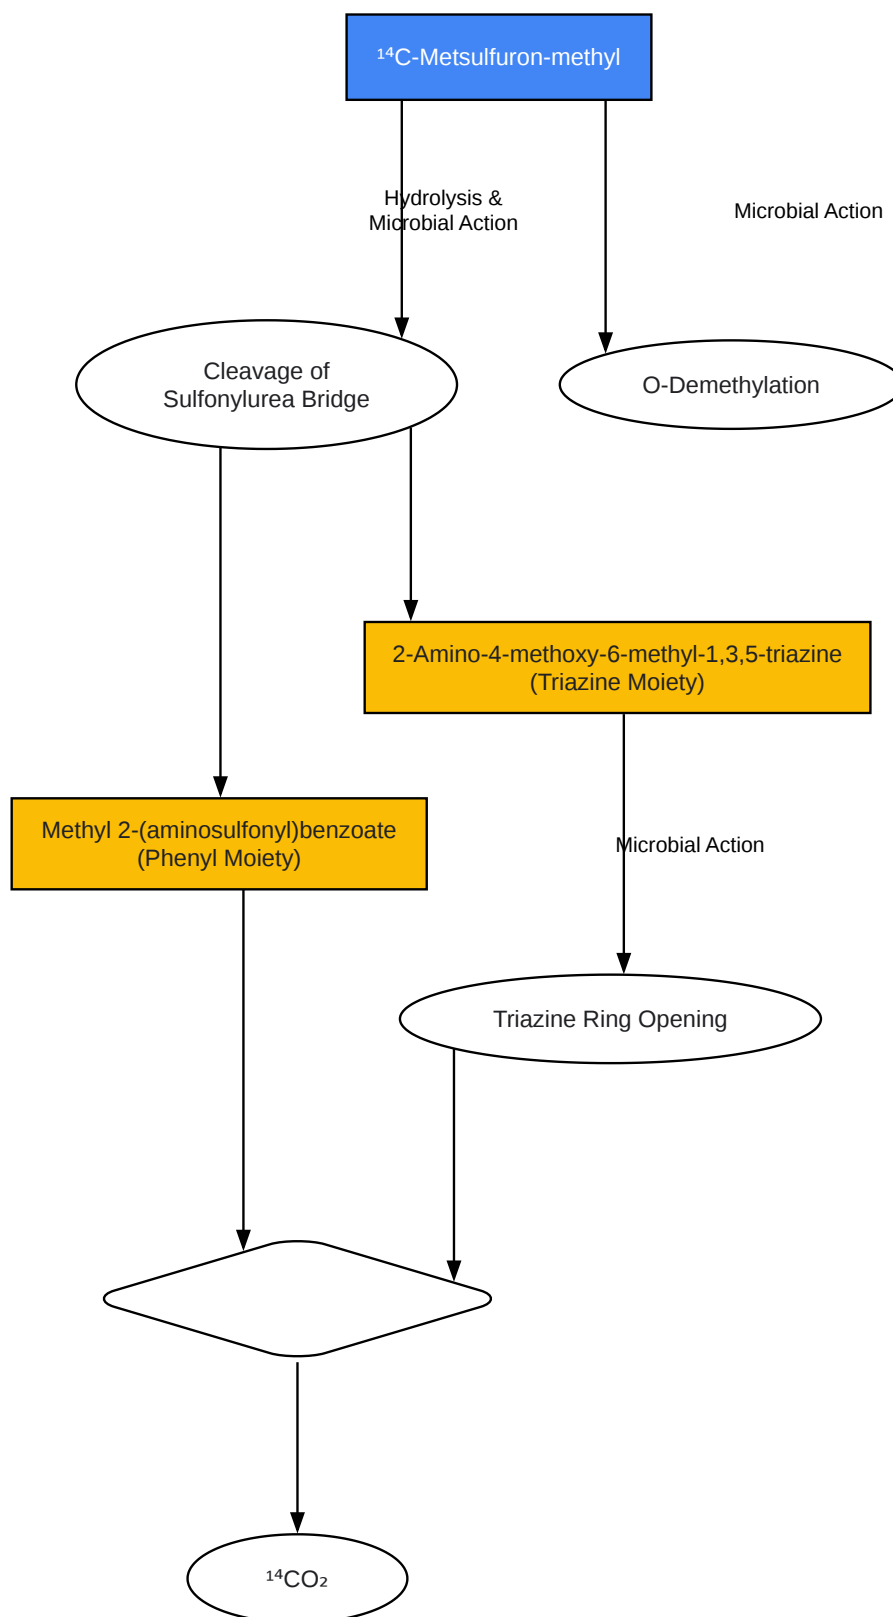 ¹⁴C-Metsulfuron-methyl
Hydrolysis &
Microbial Action
Microbial Action
Cleavage of
Sulfonylurea Bridge
O-Demethylation
2-Amino-4-methoxy-6-methyl-1,3,5-triazine
(Triazine Moiety)
Methyl 2-(aminosulfonyl)benzoate
(Phenyl Moiety)
Microbial Action
Triazine Ring Opening
¹⁴CO₂